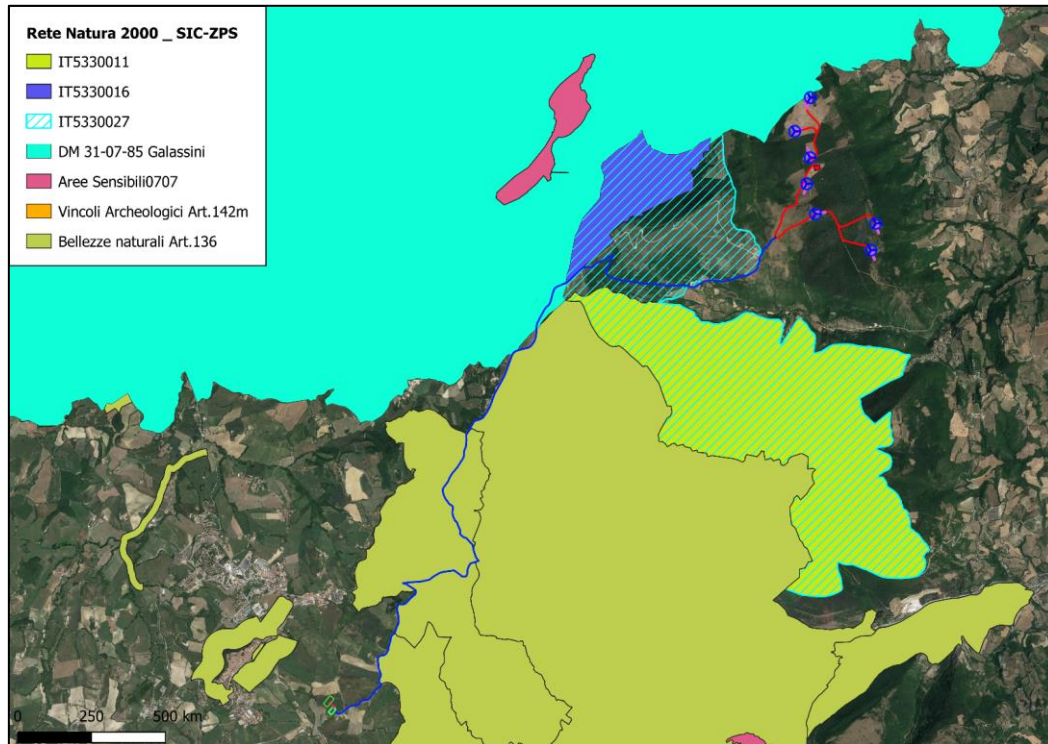 Rete Natura 2000 _ SIC-ZPS
IT5330011
IT5330016
IT5330027
DM 31-07-85 Galassini
Aree Sensibili0707
Vincoli Archeologici Art.142m
Bellezze naturali Art.136
0 250 500 km